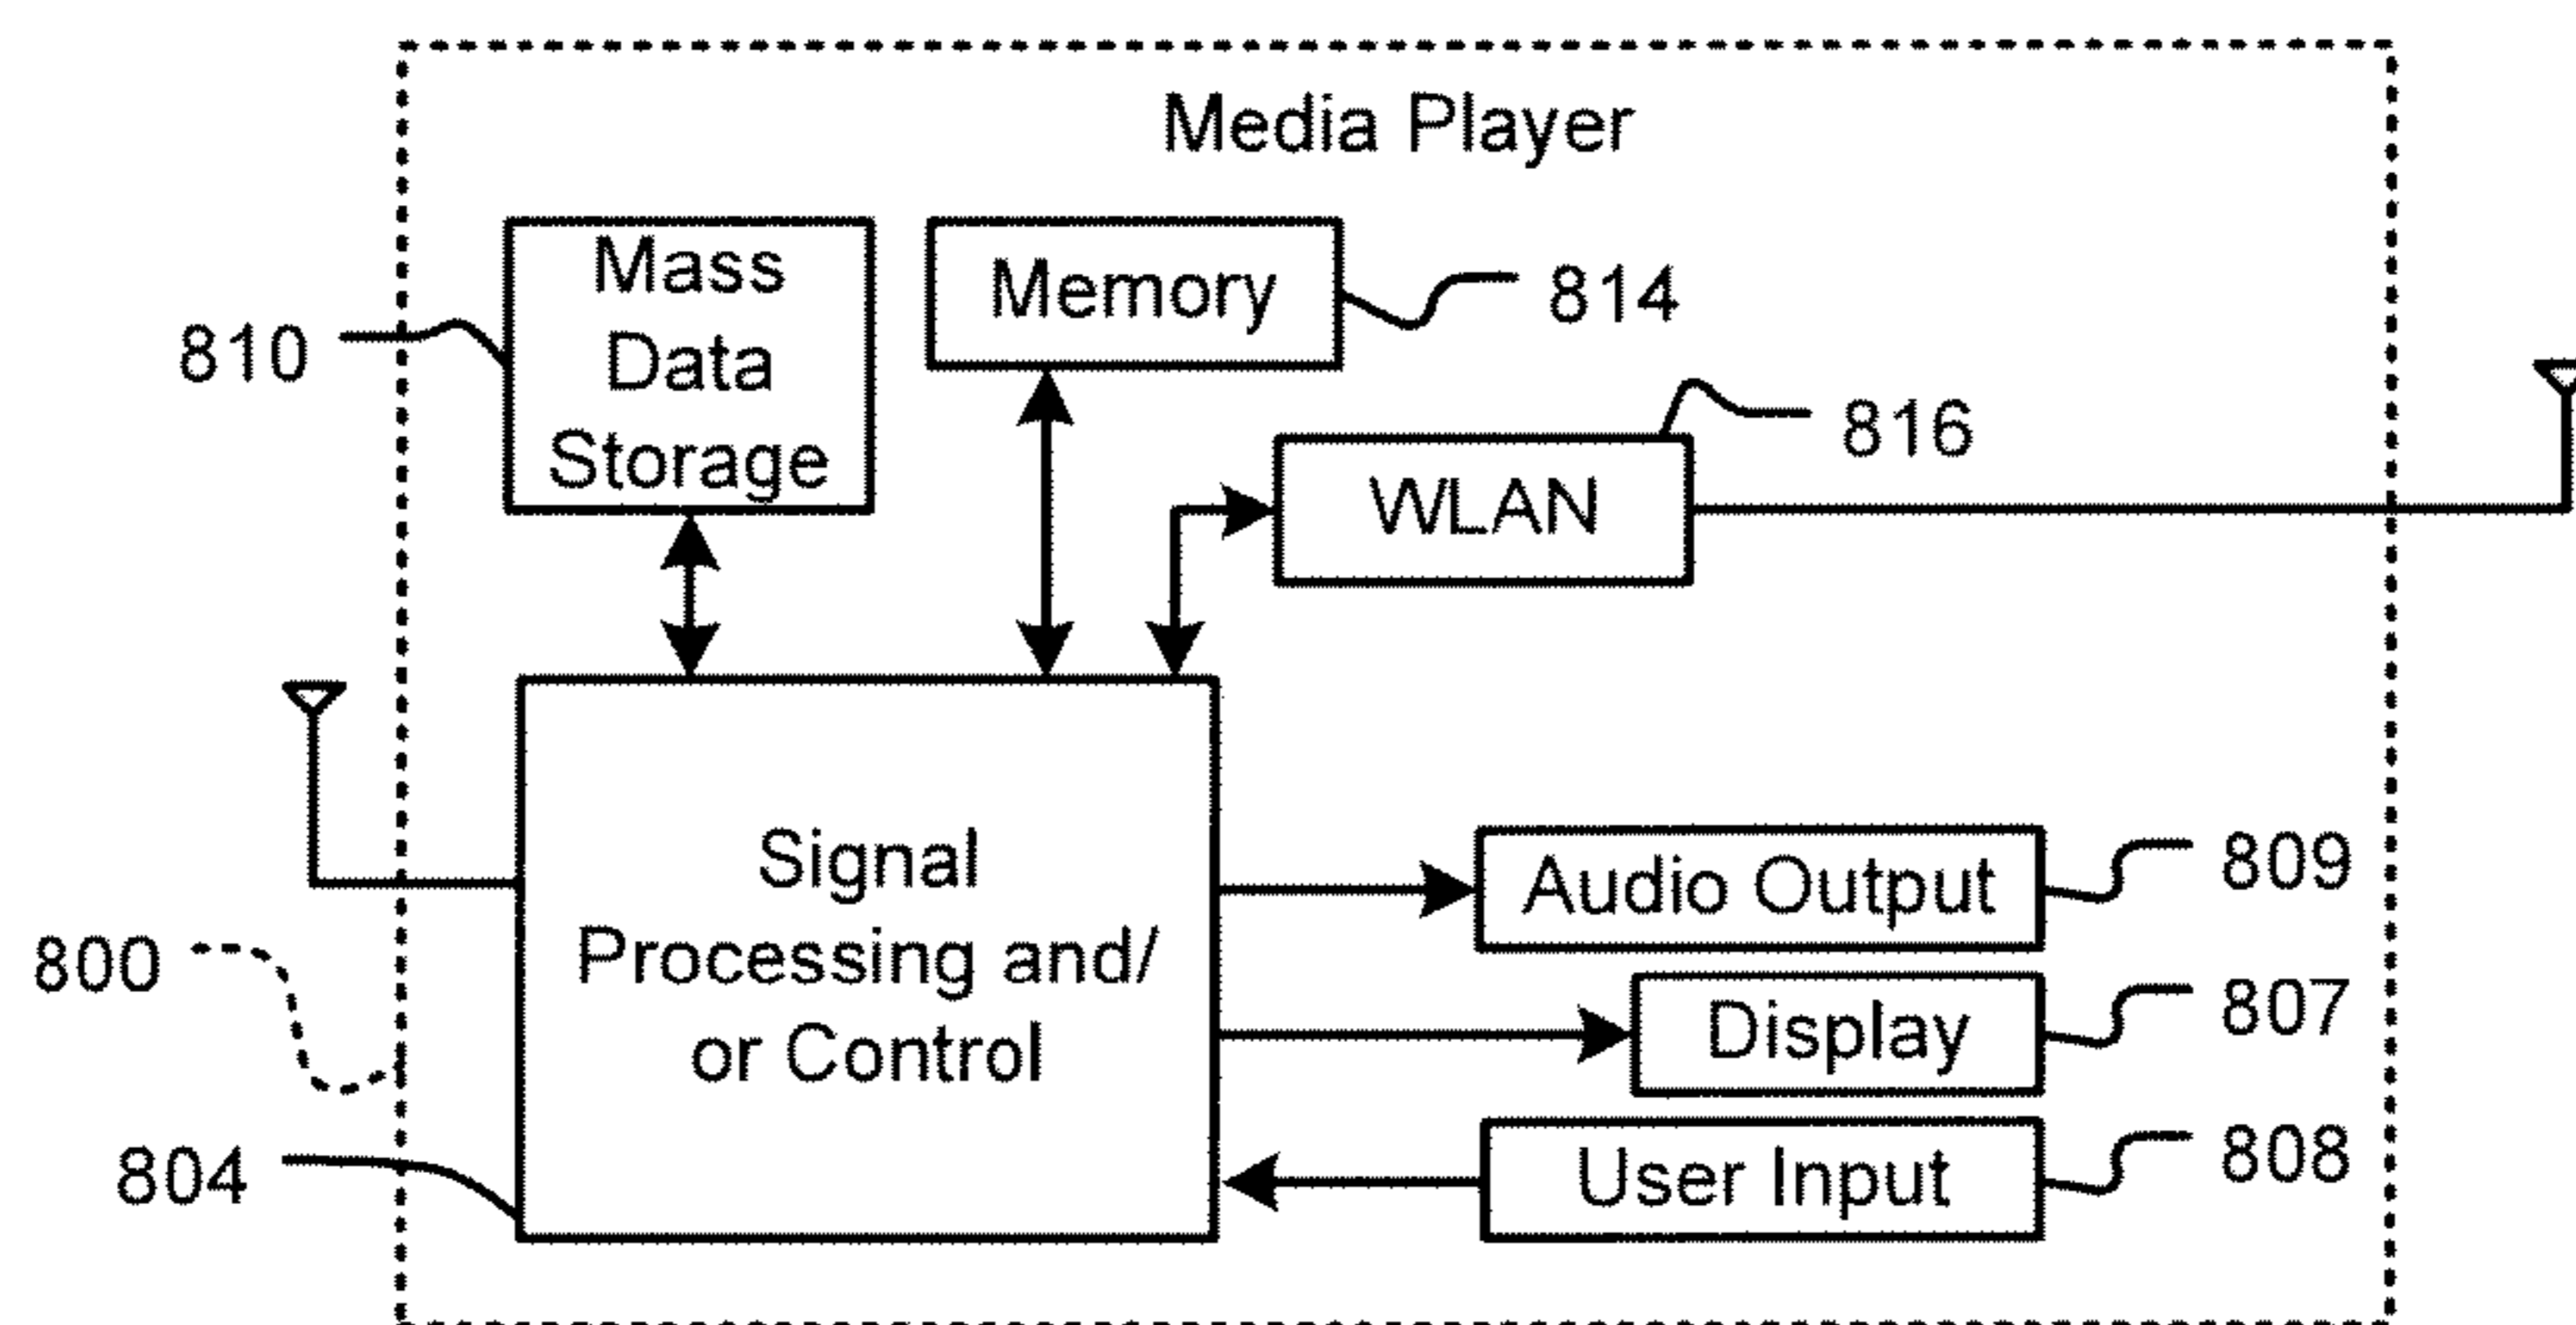 Media Player
Mass
Data
Storage
810
Memory
814
WLAN
816
Signal
Processing and/
or Control
800
804
Audio Output
809
Display
807
User Input
808